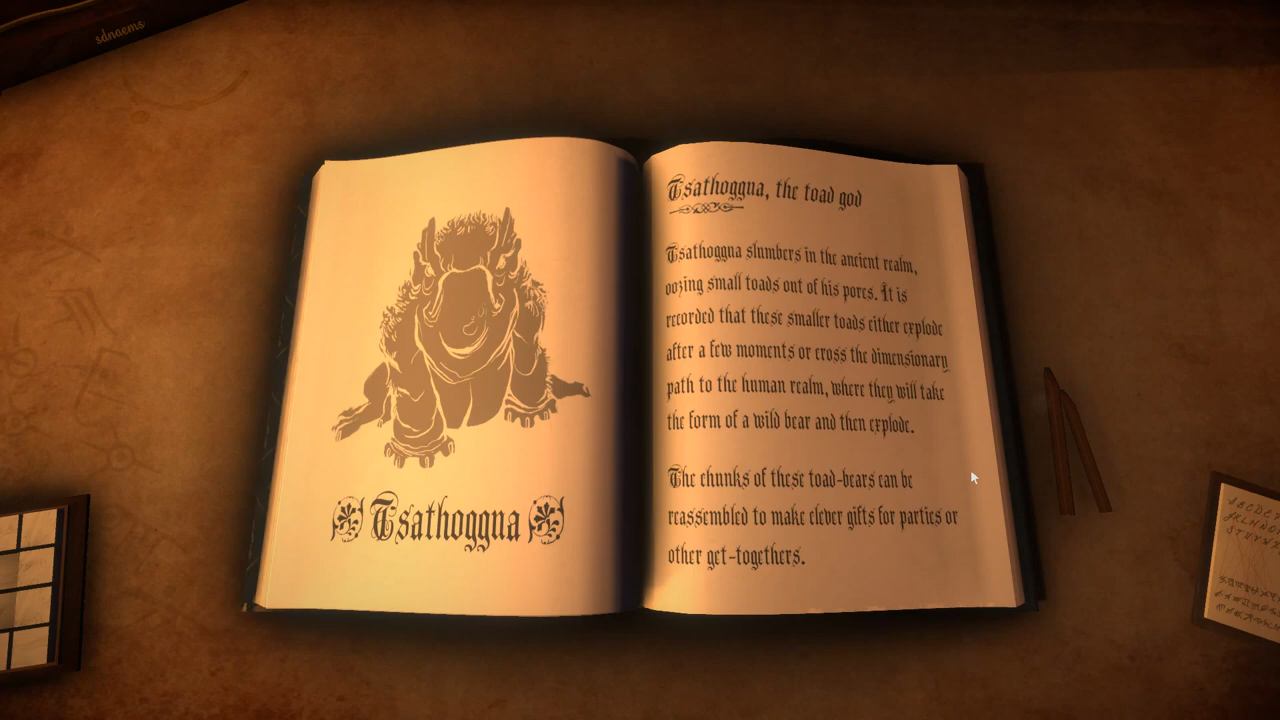 sdnaems
Tsathoggna
Tsathoggna, the toad god
Tsathoggna slumbers in the ancient realm,
oozing small toads out of his pores. It is
recorded that these smaller toads either explode
after a few moments or cross the dimensionary
path to the human realm, where they will take
the form of a wild bear and then explode.
The chunks of these toad-bears can be
reassembled to make clever gifts for parties or
other get-togethers.